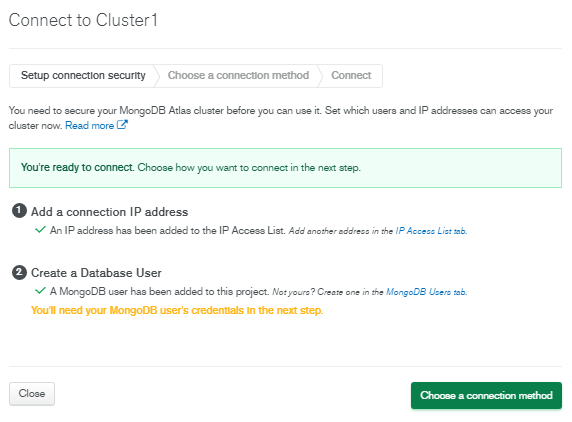 Connect to Cluster1
Setup connection security
Choose a connection method
Connect
You need to secure your MongoDB Atlas cluster before you can use it. Set which users and IP addresses can access your
cluster now. Read more
You're ready to connect. Choose how you want to connect in the next step.
1 Add a connection IP address
An IP address has been added to the IP Access List. Add another address in the IP Access List tab.
2 Create a Database User
A MongoDB user has been added to this project. Not yours? Create one in the MongoDB Users tab.
You'll need your MongoDB user's credentials in the next step.
Close
Choose a connection method